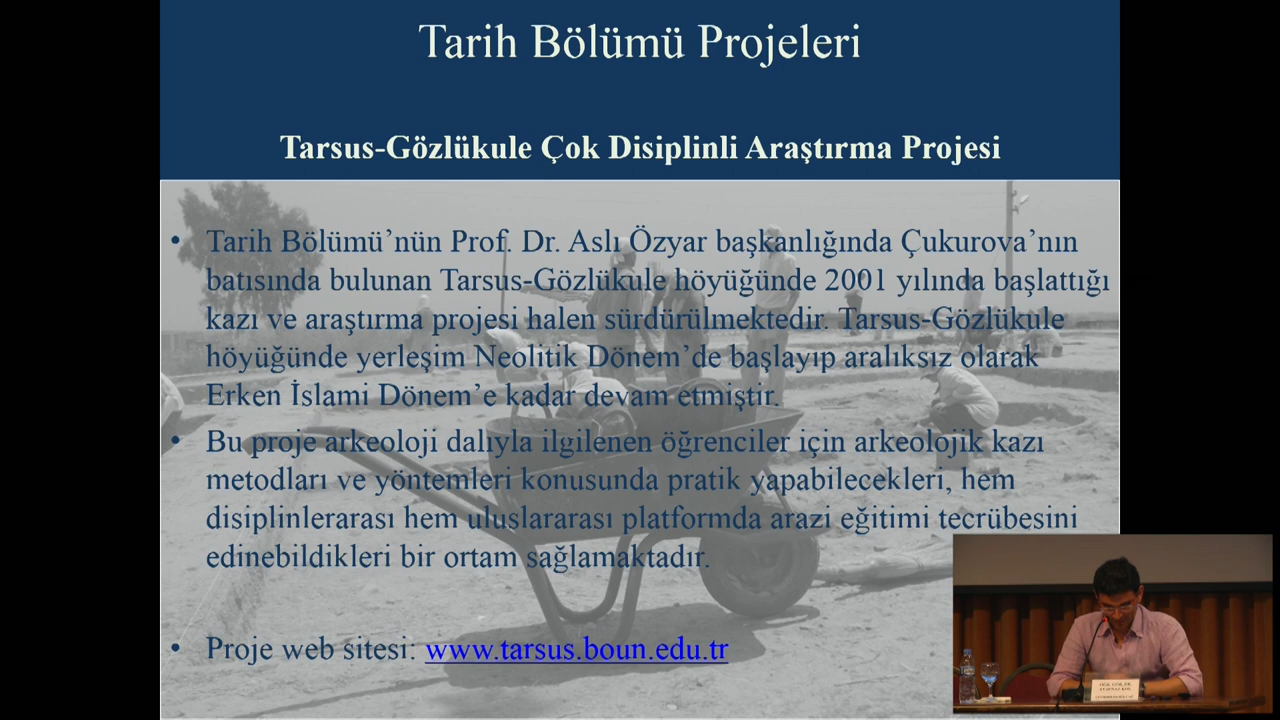 Tarih Bölümü Projeleri
Tarsus-Gözlükule Çok Disiplinli Araştırma Projesi
• Tarih Bölümü’nün Prof. Dr. Aslı Özyar başkanlığında Çukurova’nın
batısında bulunan Tarsus-Gözlükule höyüğünde 2001 yılında başlattığı
kazı ve araştırma projesi halen sürdürülmektedir. Tarsus-Gözlükule
höyüğünde yerleşim Neolitik Dönem’de başlayıp aralıksız olarak
Erken İslami Dönem’e kadar devam etmiştir.
• Bu proje arkeoloji dalıyla ilgilenen öğrenciler için arkeolojik kazı
metodları ve yöntemleri konusunda pratik yapabilecekleri, hem
disiplinlerarası hem uluslararası platformda arazi eğitimi tecrübesini
edinebildikleri bir ortam sağlamaktadır.
• Proje web sitesi: www.tarsus.boun.edu.tr